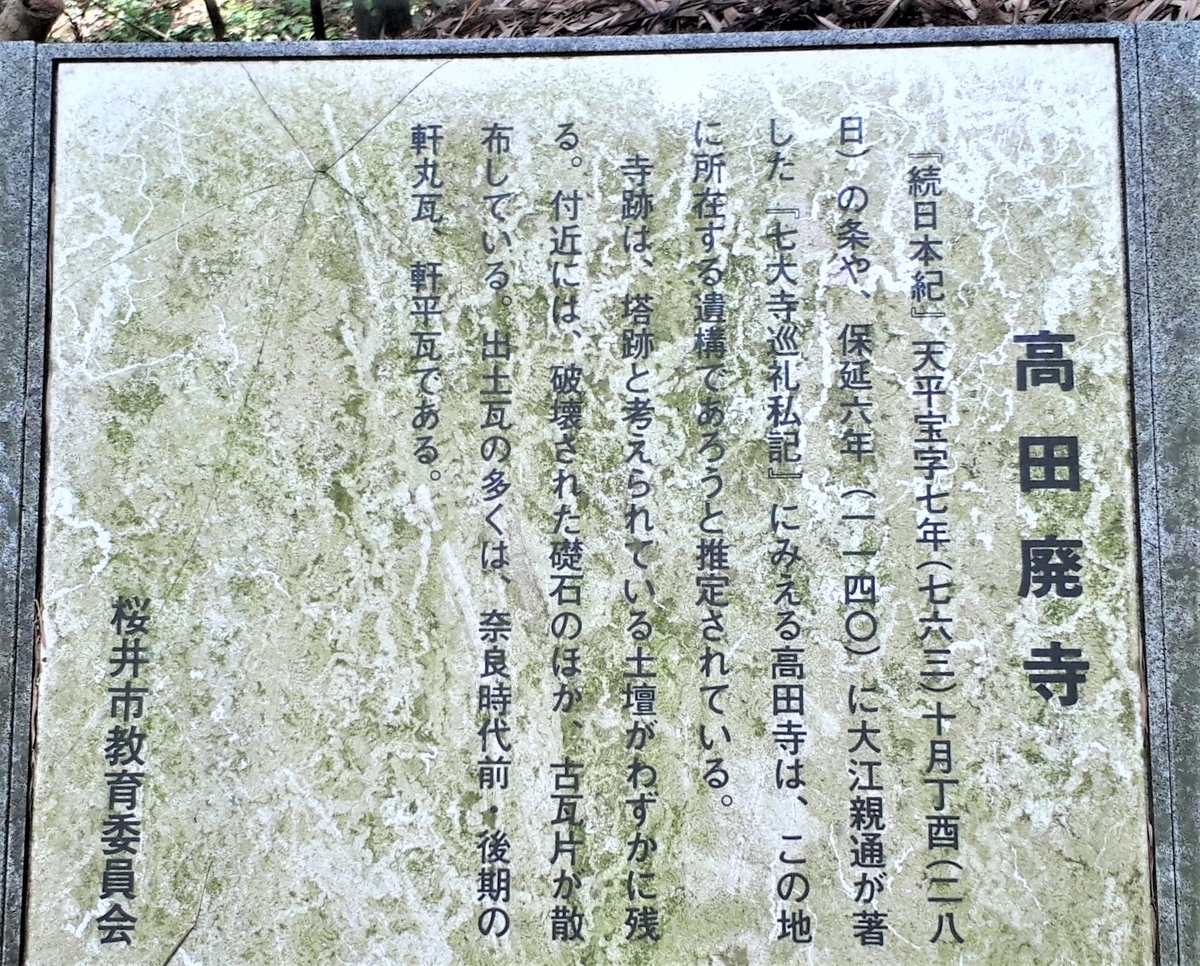 高田廃寺
『続日本紀』天平宝字七年（七六三）十月丁酉（二八
日）の条や、保延六年（一一四〇）に大江親通が著
した『七大寺巡礼私記』にみえる高田寺は、この地
に所在する遺構であろうと推定されている。
寺跡は、塔跡と考えられている土壇がわずかに残
る。付近には、破壊された礎石のほか、古瓦片が散
布している。出土瓦の多くは、奈良時代前・後期の
軒丸瓦、軒平瓦である。
桜井市教育委員会